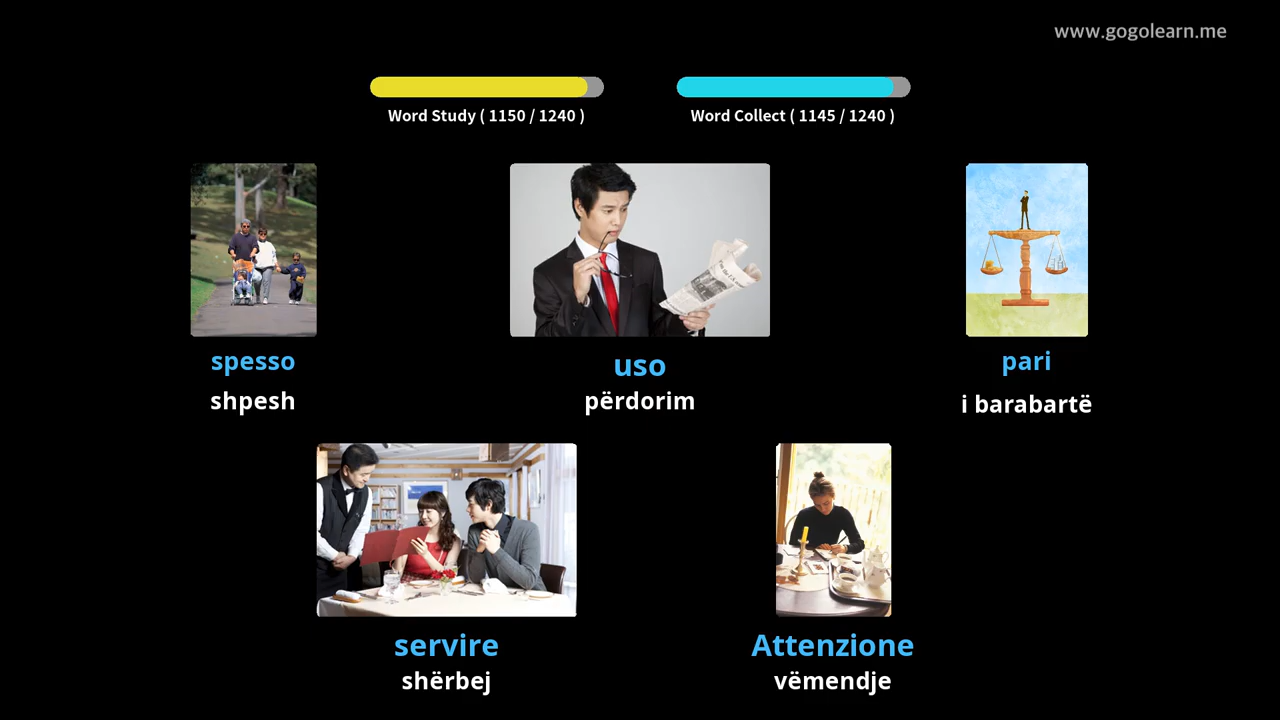 www.gogolearn.me
Word Study ( 1150 / 1240 )
Word Collect ( 1145 / 1240 )
spesso
shpesh
uso
përdorim
pari
i barabartë
servire
shërbej
Attenzione
vëmendje